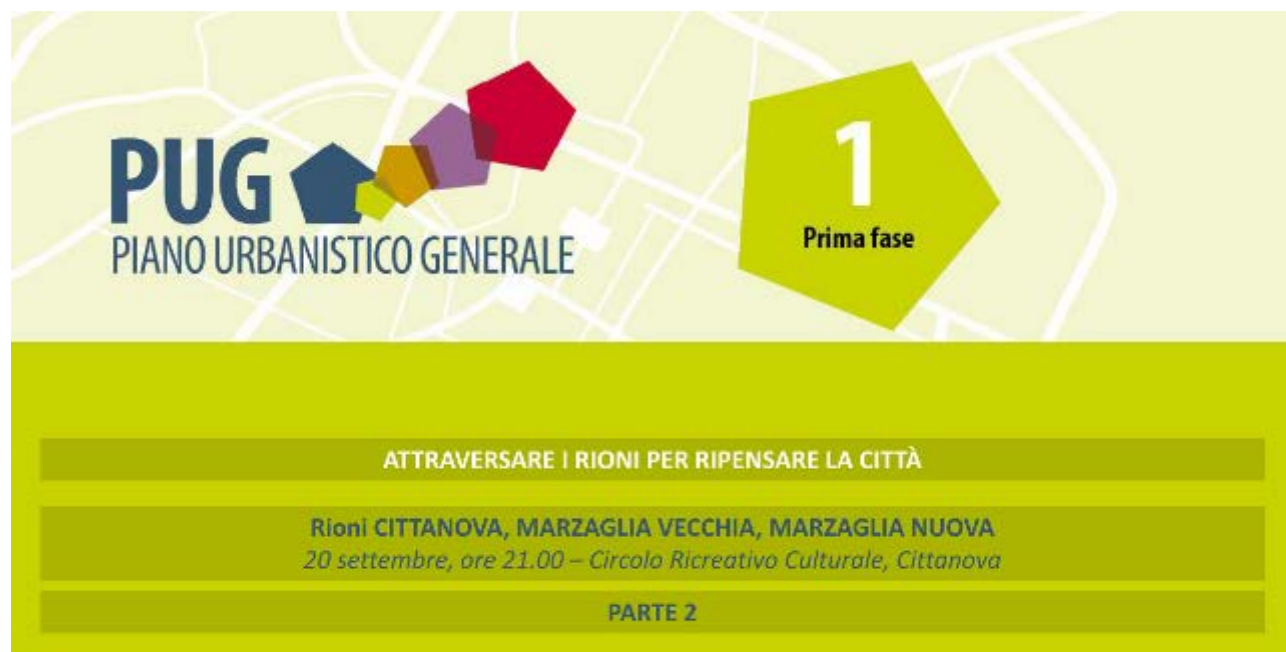 PUG
PIANO URBANISTICO GENERALE
1
Prima fase
ATTRAVERSARE I RIONI PER RIPENSARE LA CITTÀ
Rioni CITTANOVA, MARZAGLIA VECCHIA, MARZAGLIA NUOVA
20 settembre, ore 21.00 – Circolo Ricreativo Culturale, Cittanova
PARTE 2